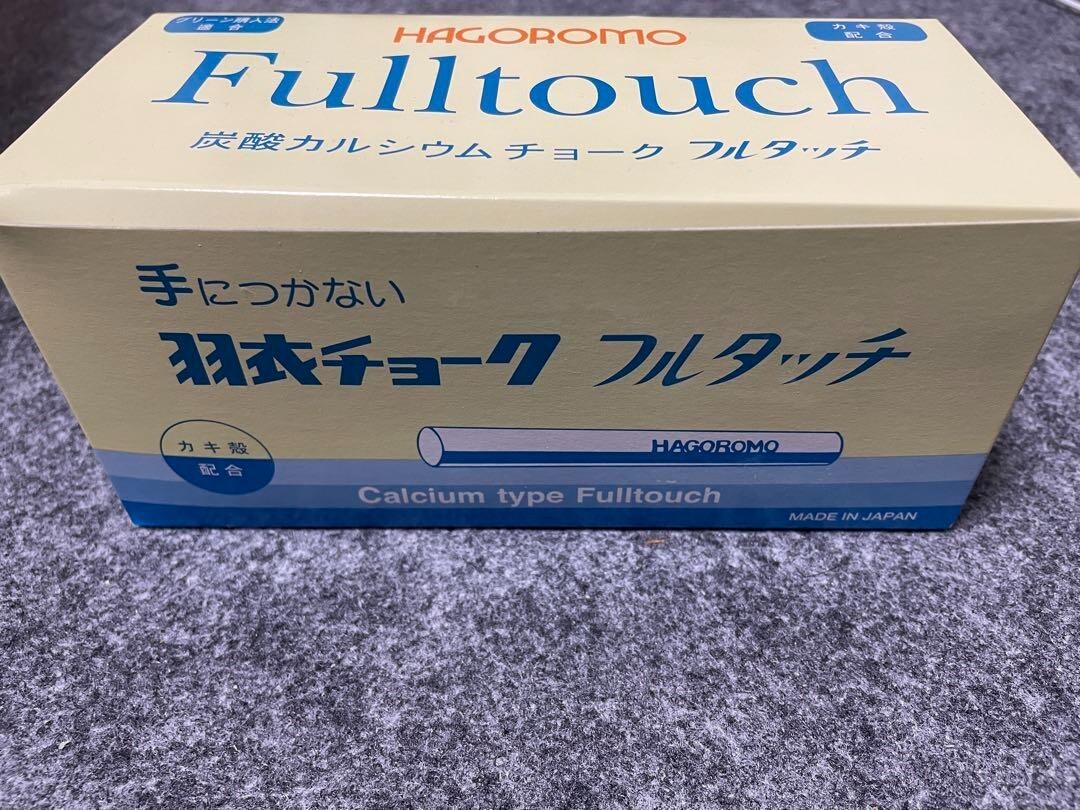 グリーン購入法
適合
HAGOROMO
カキ殻
配合
Fulltouch
炭酸カルシウムチョーク フルタッチ
手につかない
羽衣チョーク フルタッチ
カキ殻
配合
HAGOROMO
Calcium type Fulltouch
MADE IN JAPAN